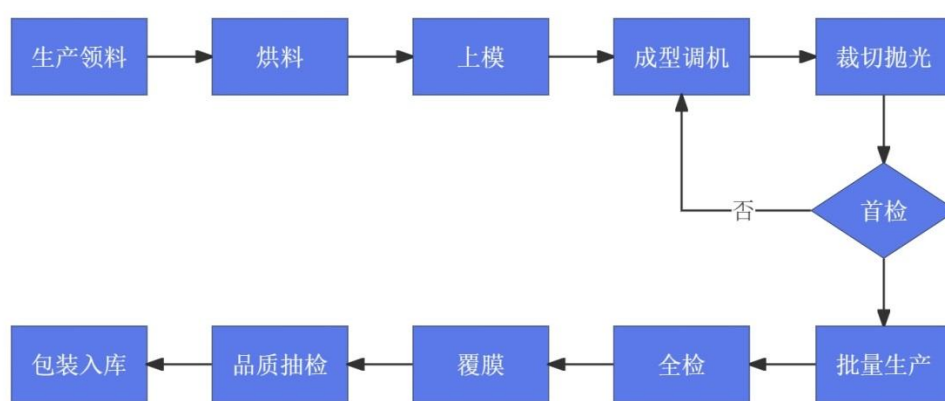 生产领料
烘料
上模
成型调机
裁切抛光
首检
否
批量生产
全检
覆膜
品质抽检
包装入库